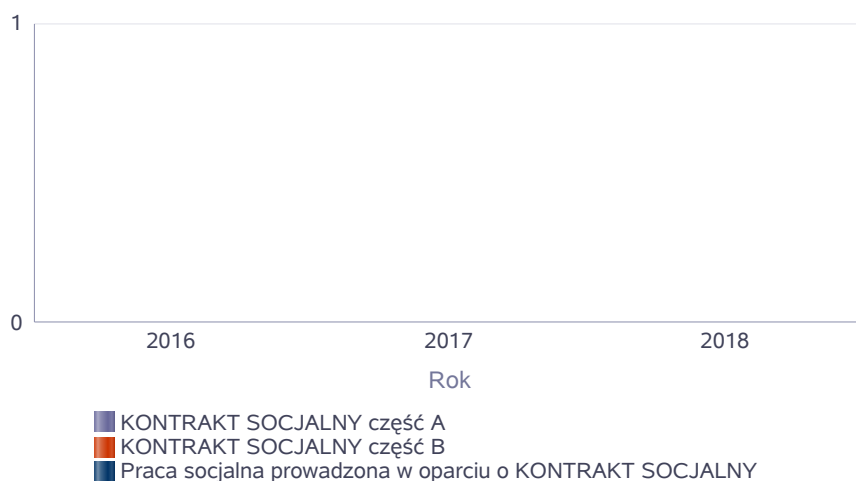 1
0
2016 2017 2018
Rok
KONTRAKT SOCJALNY część A
KONTRAKT SOCJALNY część B
Praca socjalna prowadzona w oparciu o KONTRAKT SOCJALNY